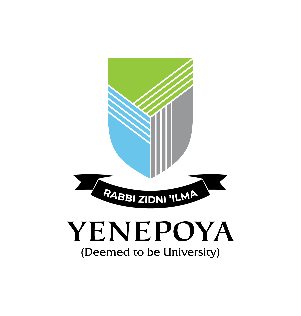 RABBI ZIDNI 'ILMA
YENEPOYA
(Deemed to be University)